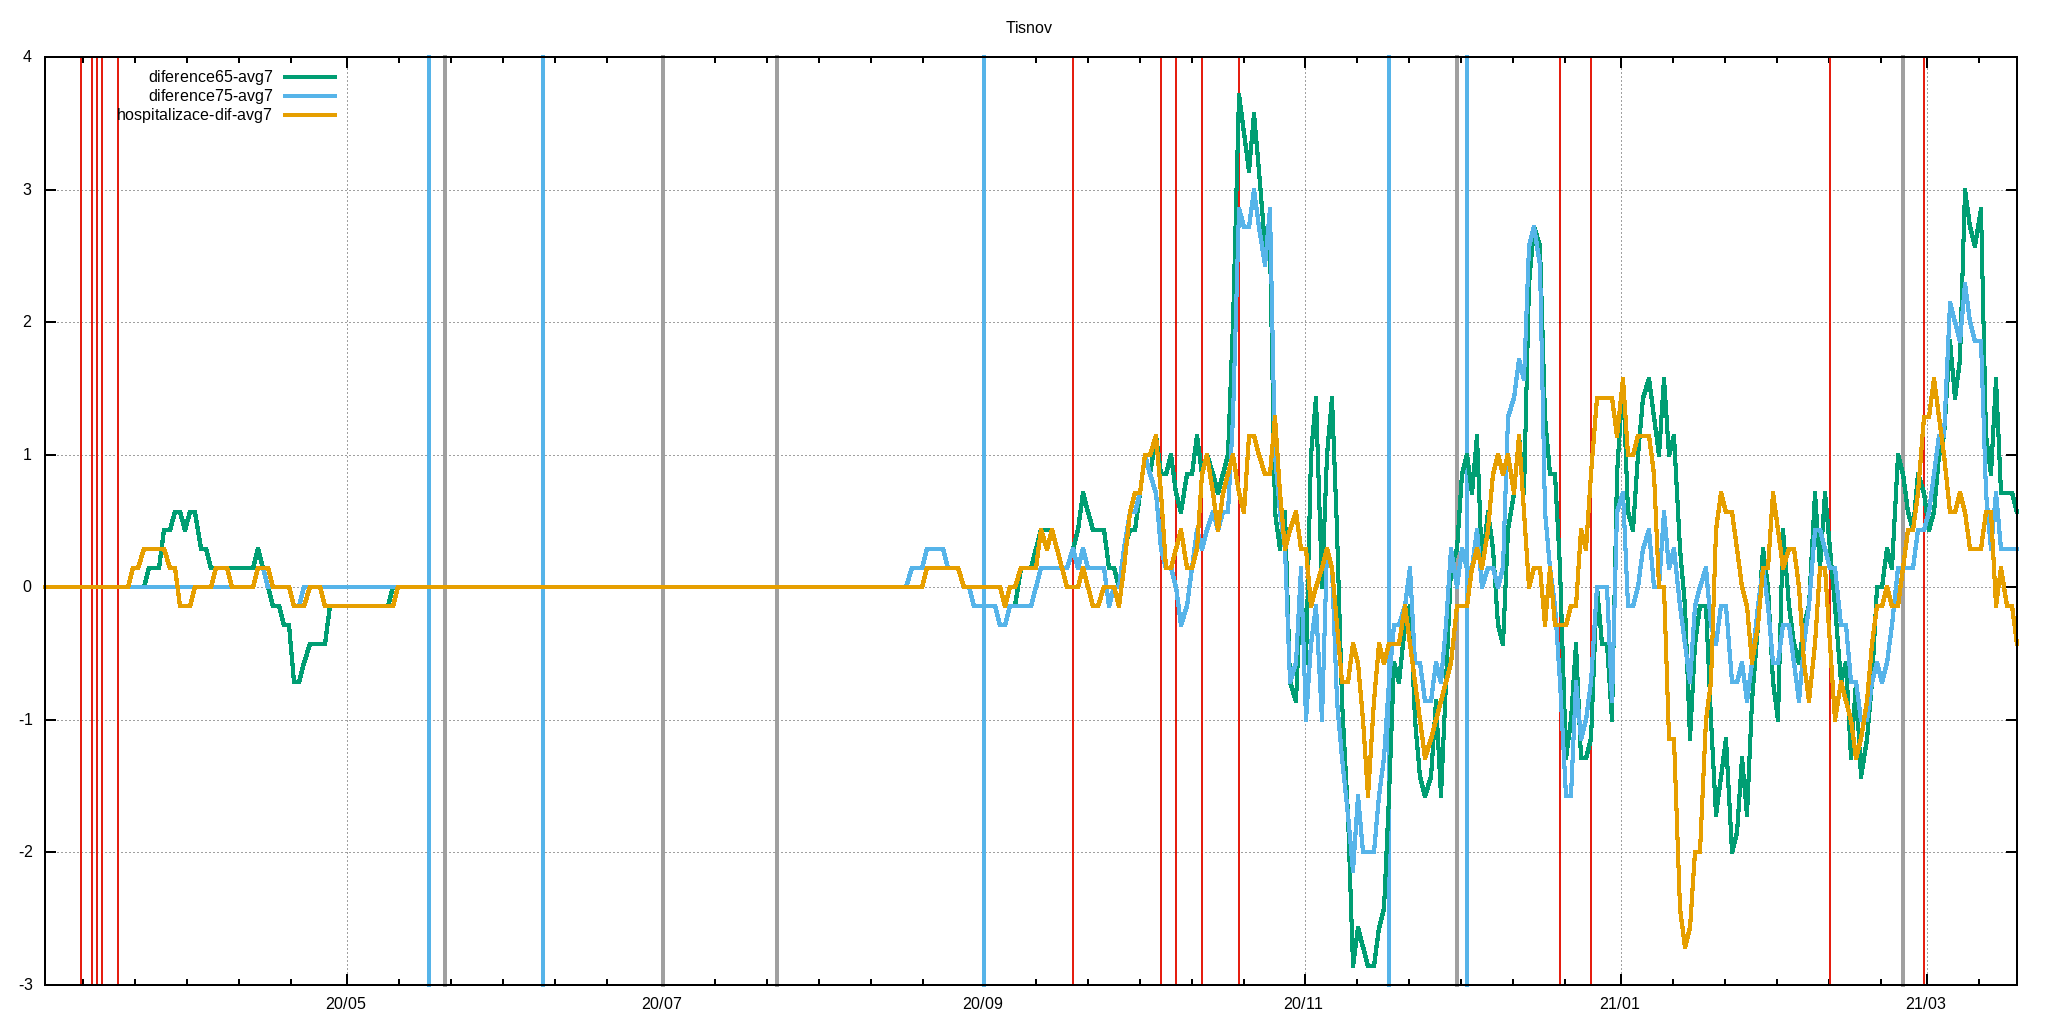 Tisnov
4
diference65-avg7
diference75-avg7
hospitalizace-dif-avg7
3
2
1
0
-1
-2
-3
20/05 20/07 20/09 20/11 21/01 21/03